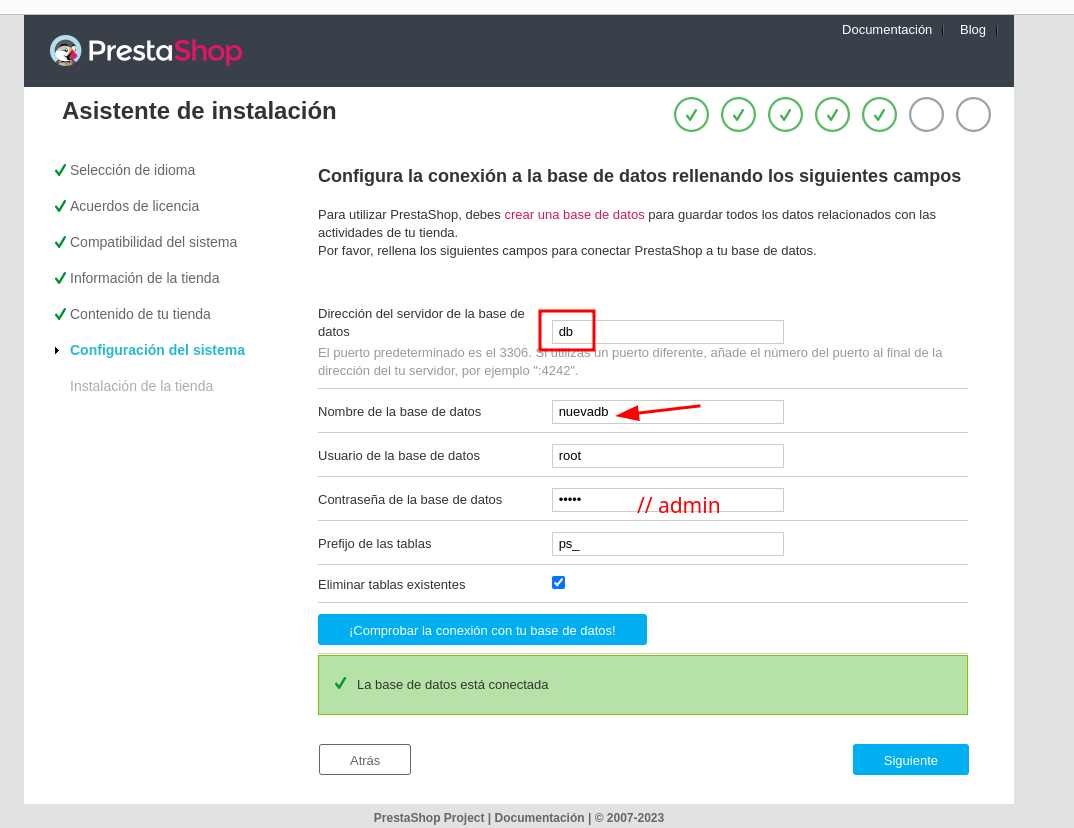 Documentación
Blog
PrestaShop
Asistente de instalación
Selección de idioma
Acuerdos de licencia
Compatibilidad del sistema
Información de la tienda
Contenido de tu tienda
Configuración del sistema
Instalación de la tienda
Configura la conexión a la base de datos rellenando los siguientes campos
Para utilizar PrestaShop, debes crear una base de datos para guardar todos los datos relacionados con las
actividades de tu tienda.
Por favor, rellena los siguientes campos para conectar PrestaShop a tu base de datos.
Dirección del servidor de la base de
datos
db
El puerto predeterminado es el 3306. Si utilizas un puerto diferente, añade el número del puerto al final de la
dirección del tu servidor, por ejemplo ":4242".
Nombre de la base de datos
nuevadb
Usuario de la base de datos
root
Contraseña de la base de datos
•••••
// admin
Prefijo de las tablas
ps_
Eliminar tablas existentes
¡Comprobar la conexión con tu base de datos!
La base de datos está conectada
Atrás
Siguiente
PrestaShop Project | Documentación | © 2007-2023